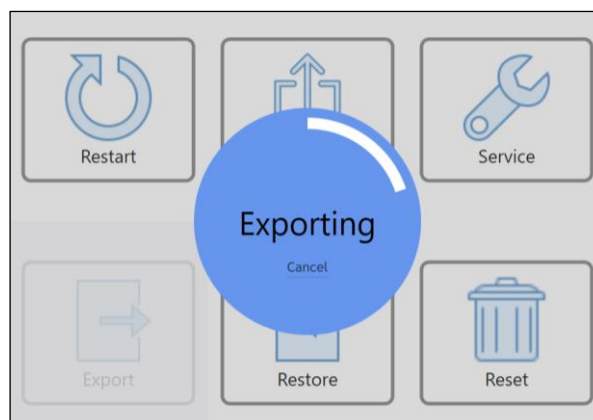 Restart
Service
Exporting
Cancel
Export
Restore
Reset